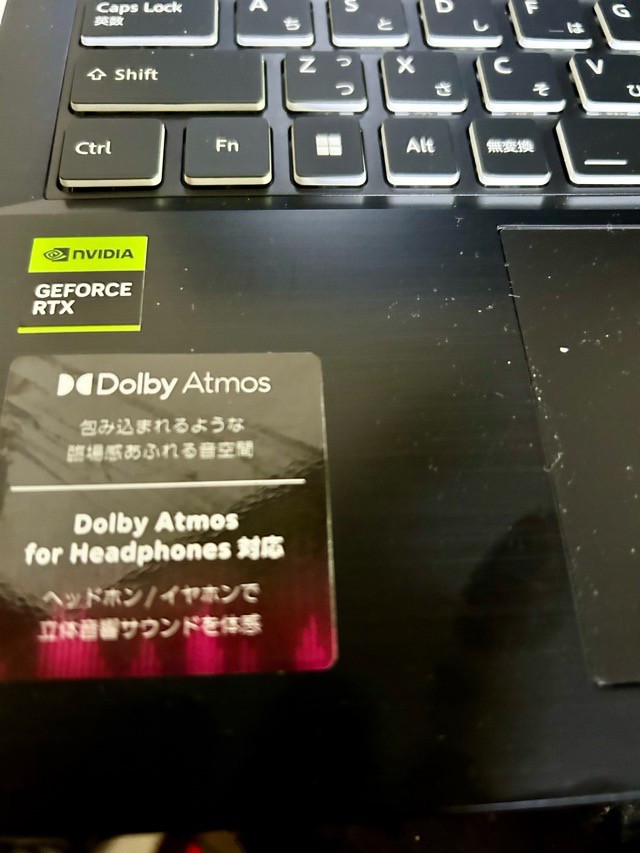 Caps Lock
英数
A ち
S と
D し
F は
G
⇧ Shift
Z っ つ
X さ
C そ
V ひ
Ctrl
Fn
Alt
無変換
NVIDIA
GEFORCE
RTX
Dolby Atmos
包み込まれるような
臨場感あふれる音空間
Dolby Atmos
for Headphones 対応
ヘッドホン / イヤホンで
立体音響サウンドを体感